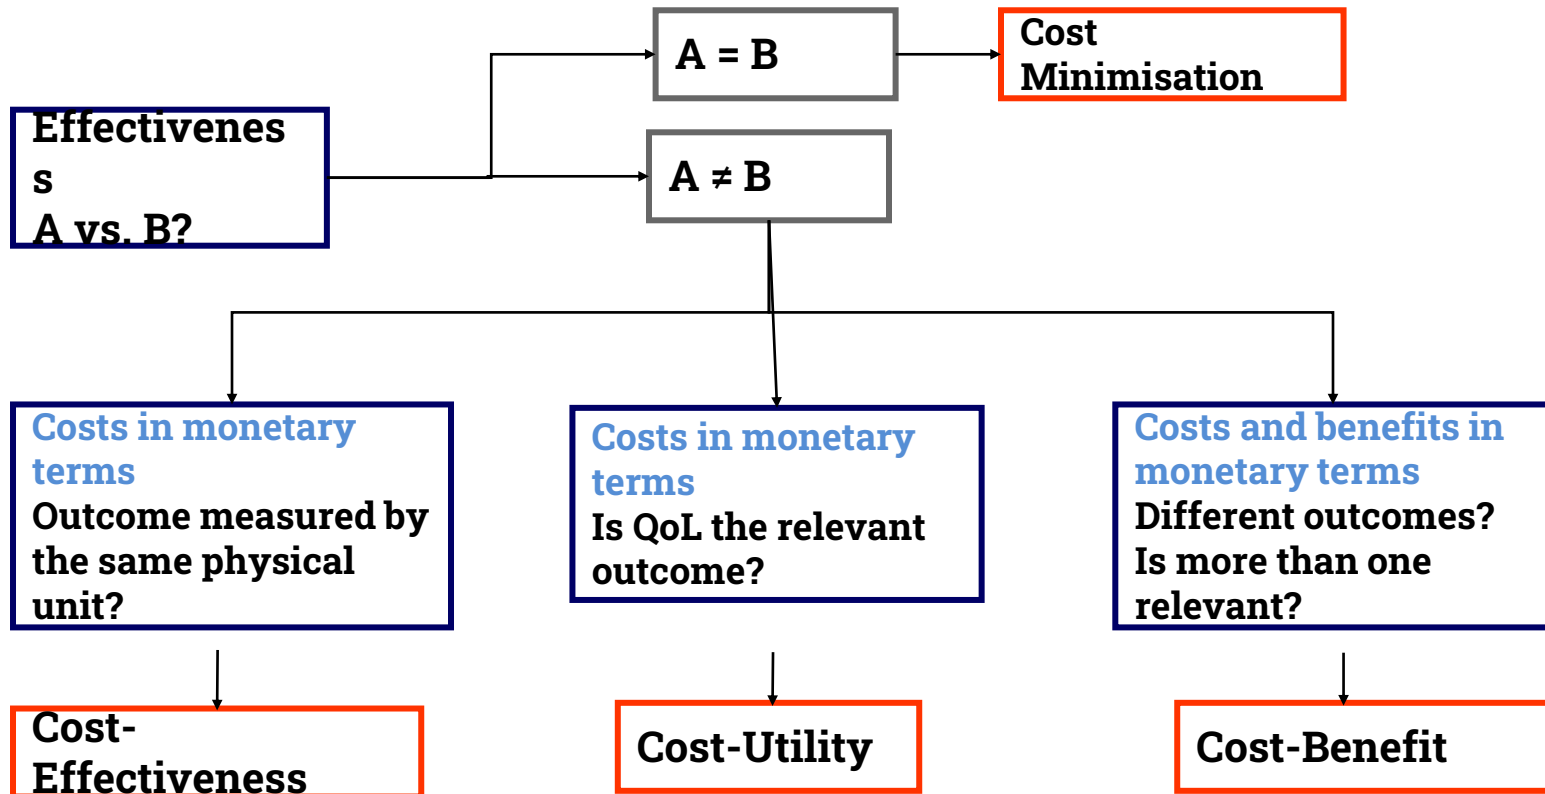 A = B
Cost
Minimisation
Effectivenes
s
A vs. B?
A ≠ B
Costs in monetary
terms
Outcome measured by
the same physical
unit?
Costs in monetary
terms
Is QoL the relevant
outcome?
Costs and benefits in
monetary terms
Different outcomes?
Is more than one
relevant?
Cost-
Effectiveness
Cost-Utility
Cost-Benefit